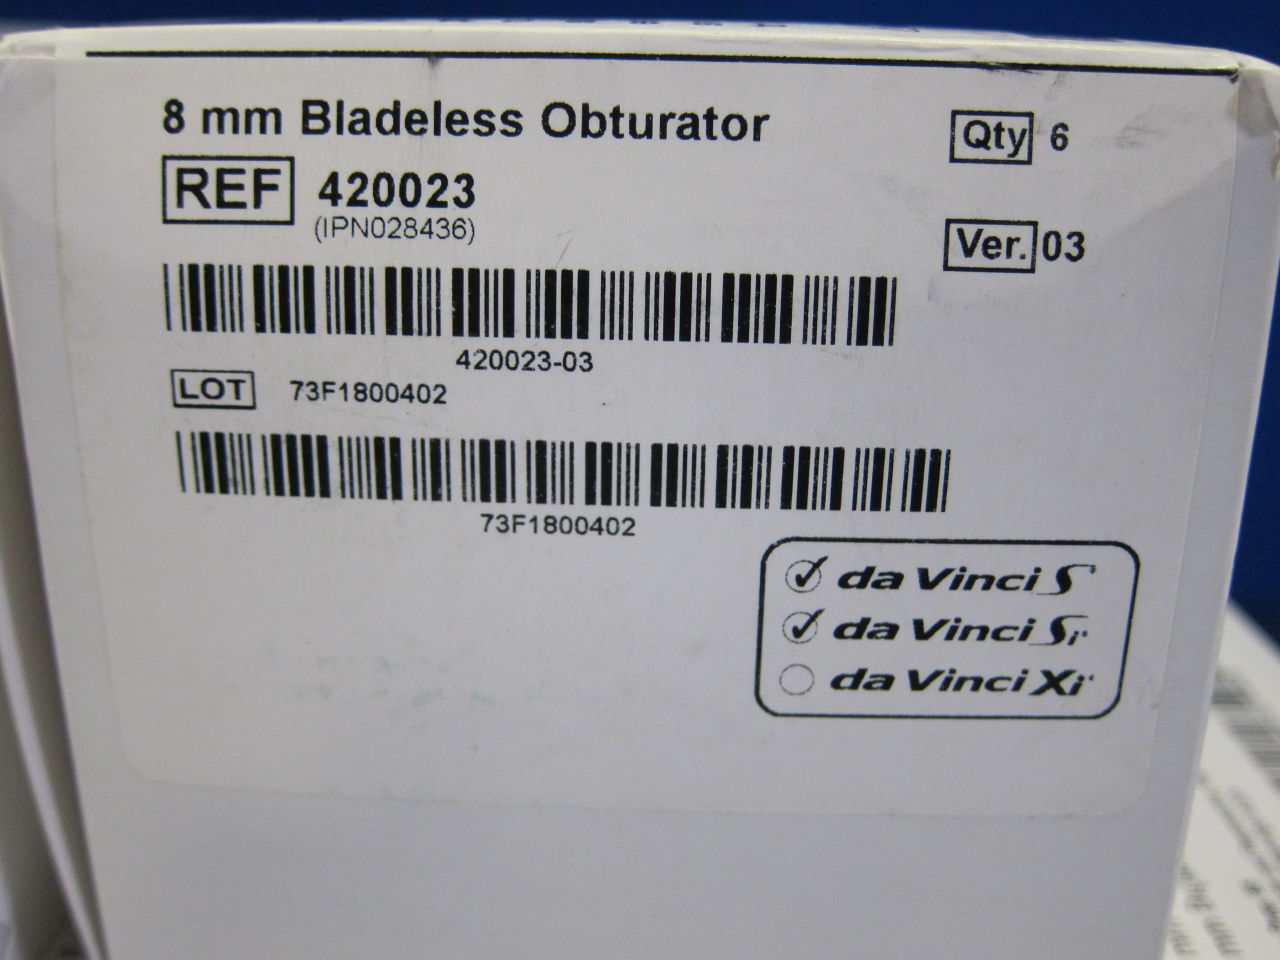 8 mm Bladeless Obturator
Qty 6
REF 420023
(IPN028436)
Ver. 03
420023-03
LOT 73F1800402
73F1800402
da Vinci S
da Vinci Si
da Vinci Xi